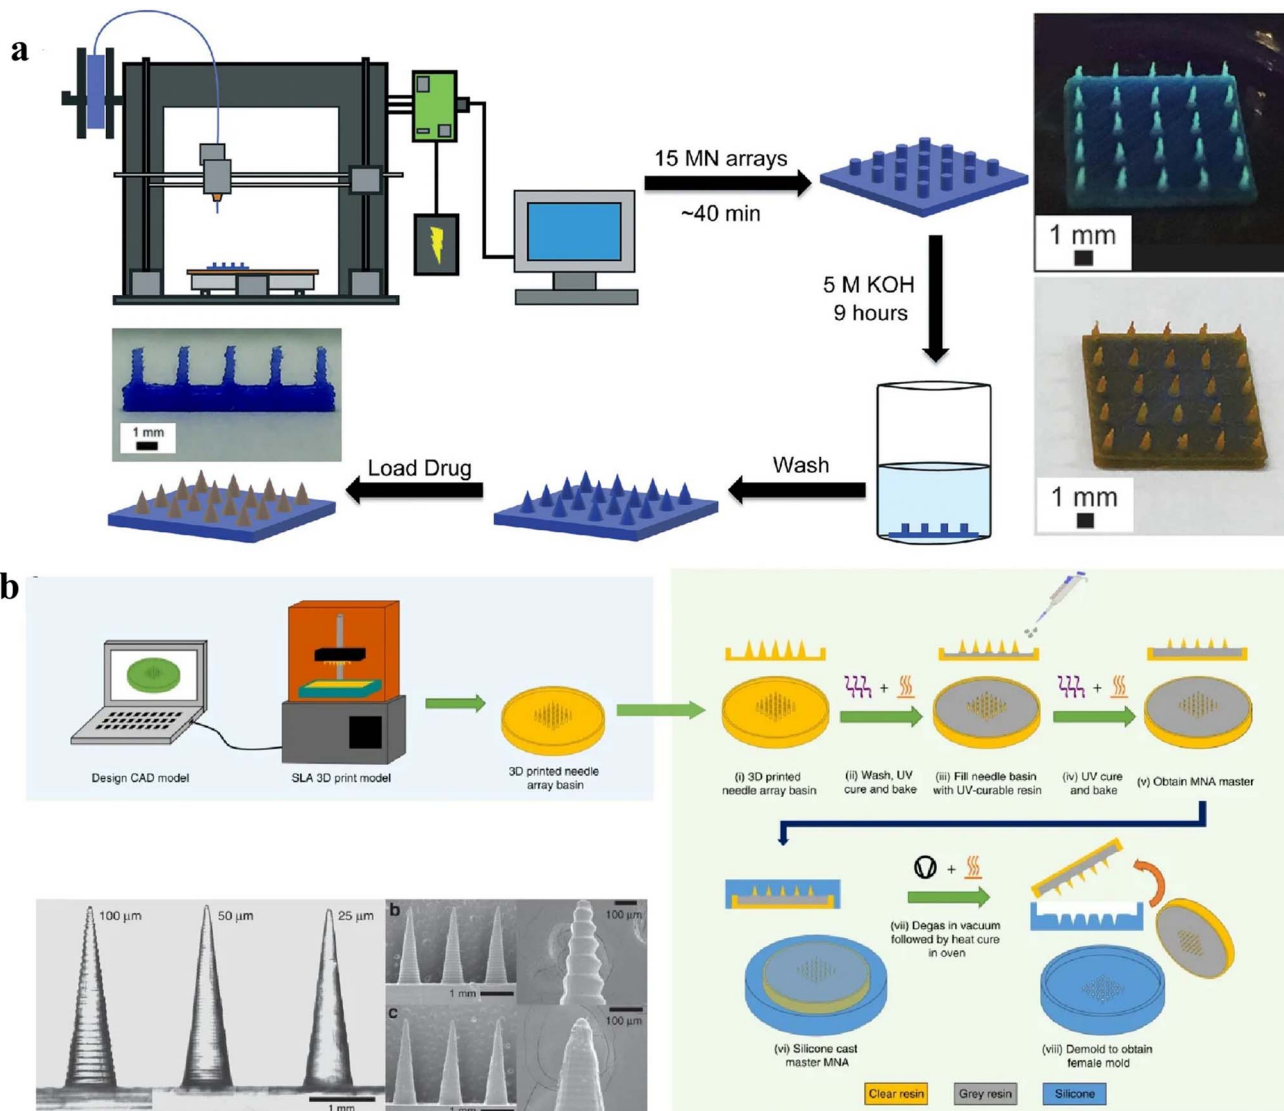 a
15 MN arrays
~40 min
1 mm
5 M KOH
9 hours
1 mm
1 mm
Load Drug
Wash
b
Design CAD model
SLA 3D print model
3D printed needle
array basin
(i) 3D printed
needle array basin
+
(ii) Wash, UV
cure and bake
(iii) Fill needle basin
with UV-curable resin
+
(iv) UV cure
and bake
(v) Obtain MNA master
(vi) Silicone cast
master MNA
+
(vii) Degas in vacuum
followed by heat cure
in oven
(viii) Demold to obtain
female mold
Clear resin
Grey resin
Silicone
100 µm
50 µm
25 µm
1 mm
b
1 mm
100 µm
c
1 mm
100 µm